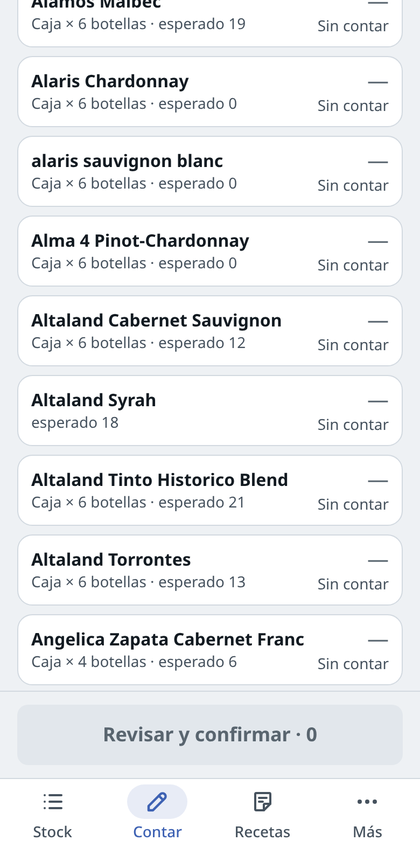 Alamos Malbec
Caja × 6 botellas · esperado 19
—
Sin contar
Alaris Chardonnay
Caja × 6 botellas · esperado 0
—
Sin contar
alaris sauvignon blanc
Caja × 6 botellas · esperado 0
—
Sin contar
Alma 4 Pinot-Chardonnay
Caja × 6 botellas · esperado 0
—
Sin contar
Altaland Cabernet Sauvignon
Caja × 6 botellas · esperado 12
—
Sin contar
Altaland Syrah
esperado 18
—
Sin contar
Altaland Tinto Historico Blend
Caja × 6 botellas · esperado 21
—
Sin contar
Altaland Torrontes
Caja × 6 botellas · esperado 13
—
Sin contar
Angelica Zapata Cabernet Franc
Caja × 4 botellas · esperado 6
—
Sin contar
Revisar y confirmar · 0
Stock
Contar
Recetas
Más